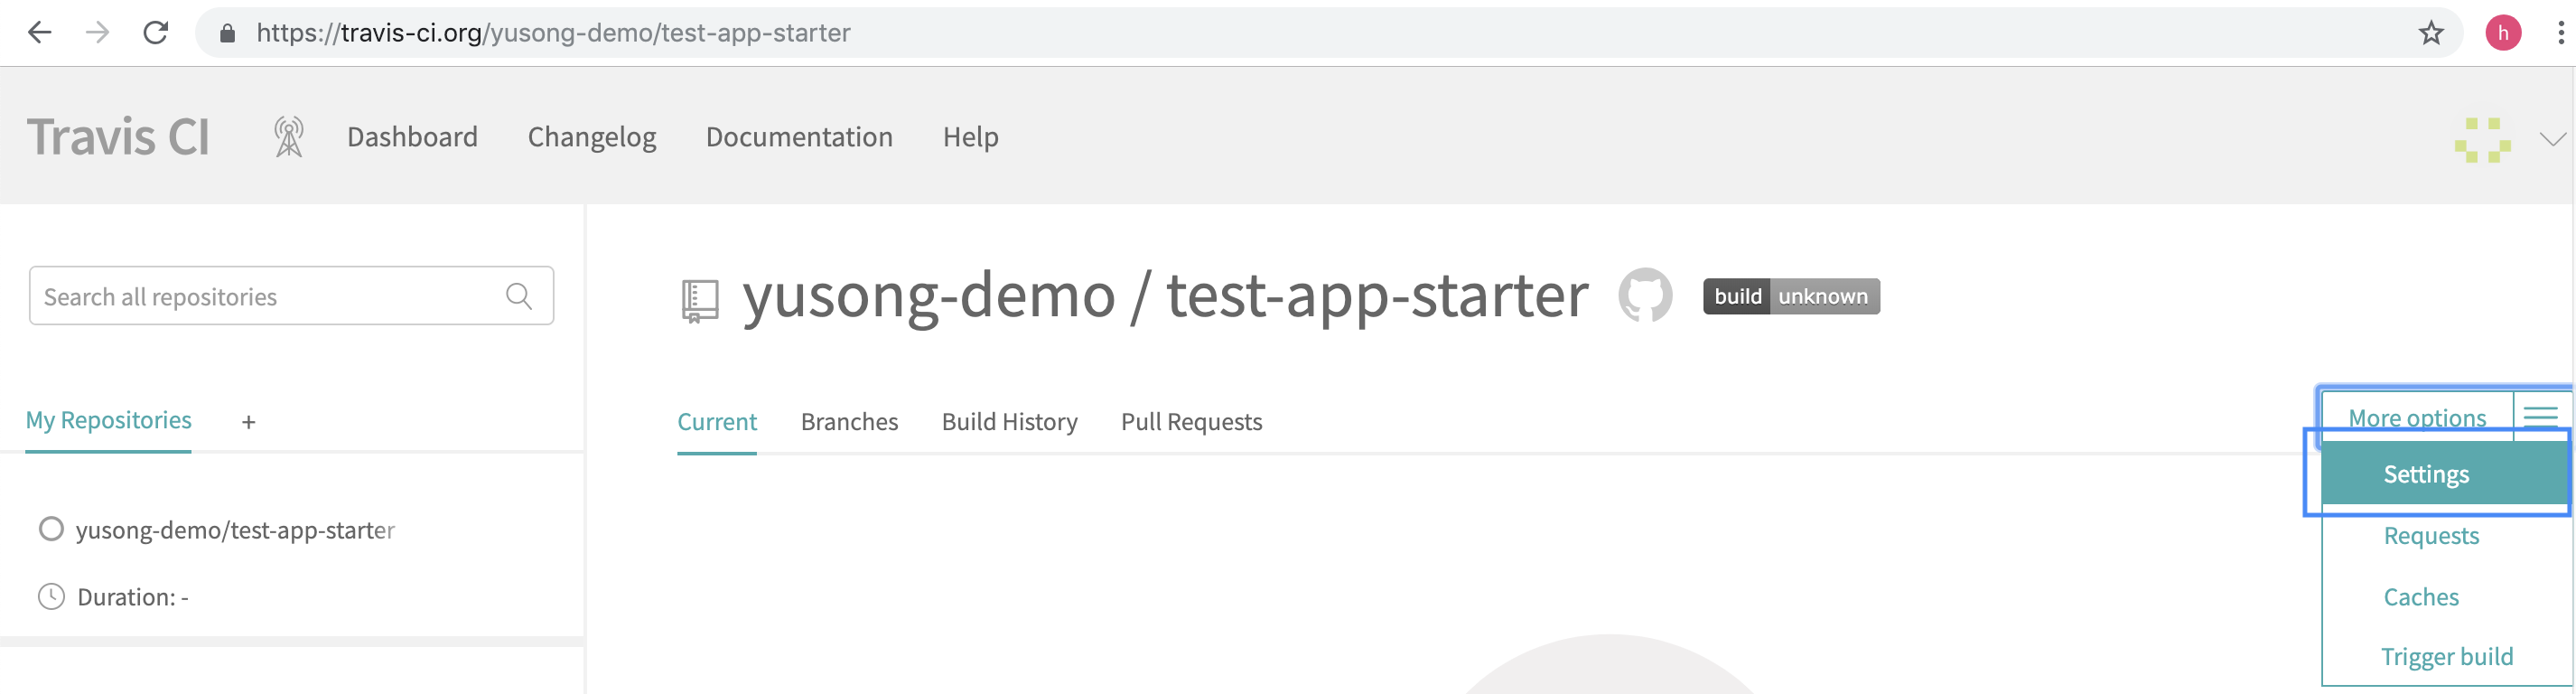 https://travis-ci.org/yusong-demo/test-app-starter
h
Travis CI
Dashboard
Changelog
Documentation
Help
Search all repositories
My Repositories
+
yusong-demo/test-app-starter
Duration: -
yusong-demo / test-app-starter
build unknown
Current
Branches
Build History
Pull Requests
More options
Settings
Requests
Caches
Trigger build